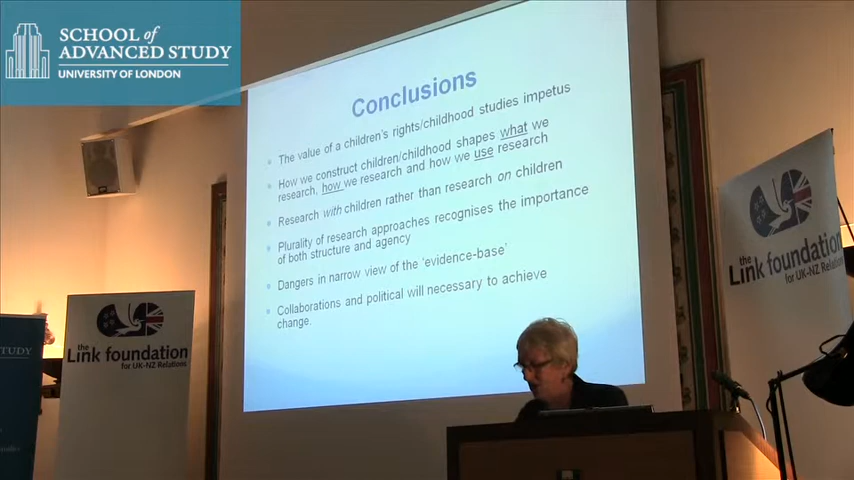 SCHOOL of
ADVANCED STUDY
UNIVERSITY OF LONDON
Conclusions
The value of a children's rights/childhood studies impetus
How we construct children/childhood shapes what we
research, how we research and how we use research
Research with children rather than research on children
Plurality of research approaches recognises the importance
of both structure and agency
Dangers in narrow view of the 'evidence-base'
Collaborations and political will necessary to achieve
change.
the
Link foundation
for UK-NZ Relations
the
Link foundation
for UK-NZ Relations
STUDY